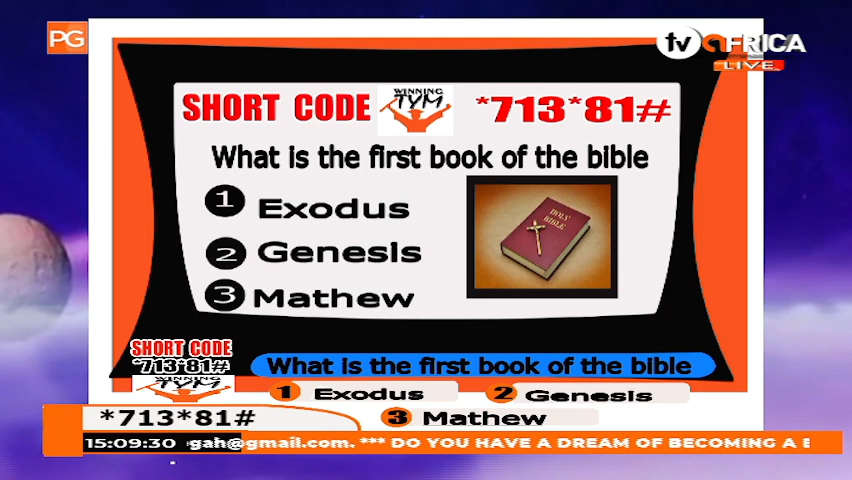 PG
tv aFRICA
LIVE
SHORT CODE WINNING TYM *713*81#
What is the first book of the bible
1 Exodus
2 Genesis
3 Mathew
HOLY BIBLE
SHORT CODE
*713*81#
WINNING
TYM
What is the first book of the bible
1 Exodus 2 Genesis
3 Mathew
*713*81#
15:09:30 gah@gmail.com. *** DO YOU HAVE A DREAM OF BECOMING A